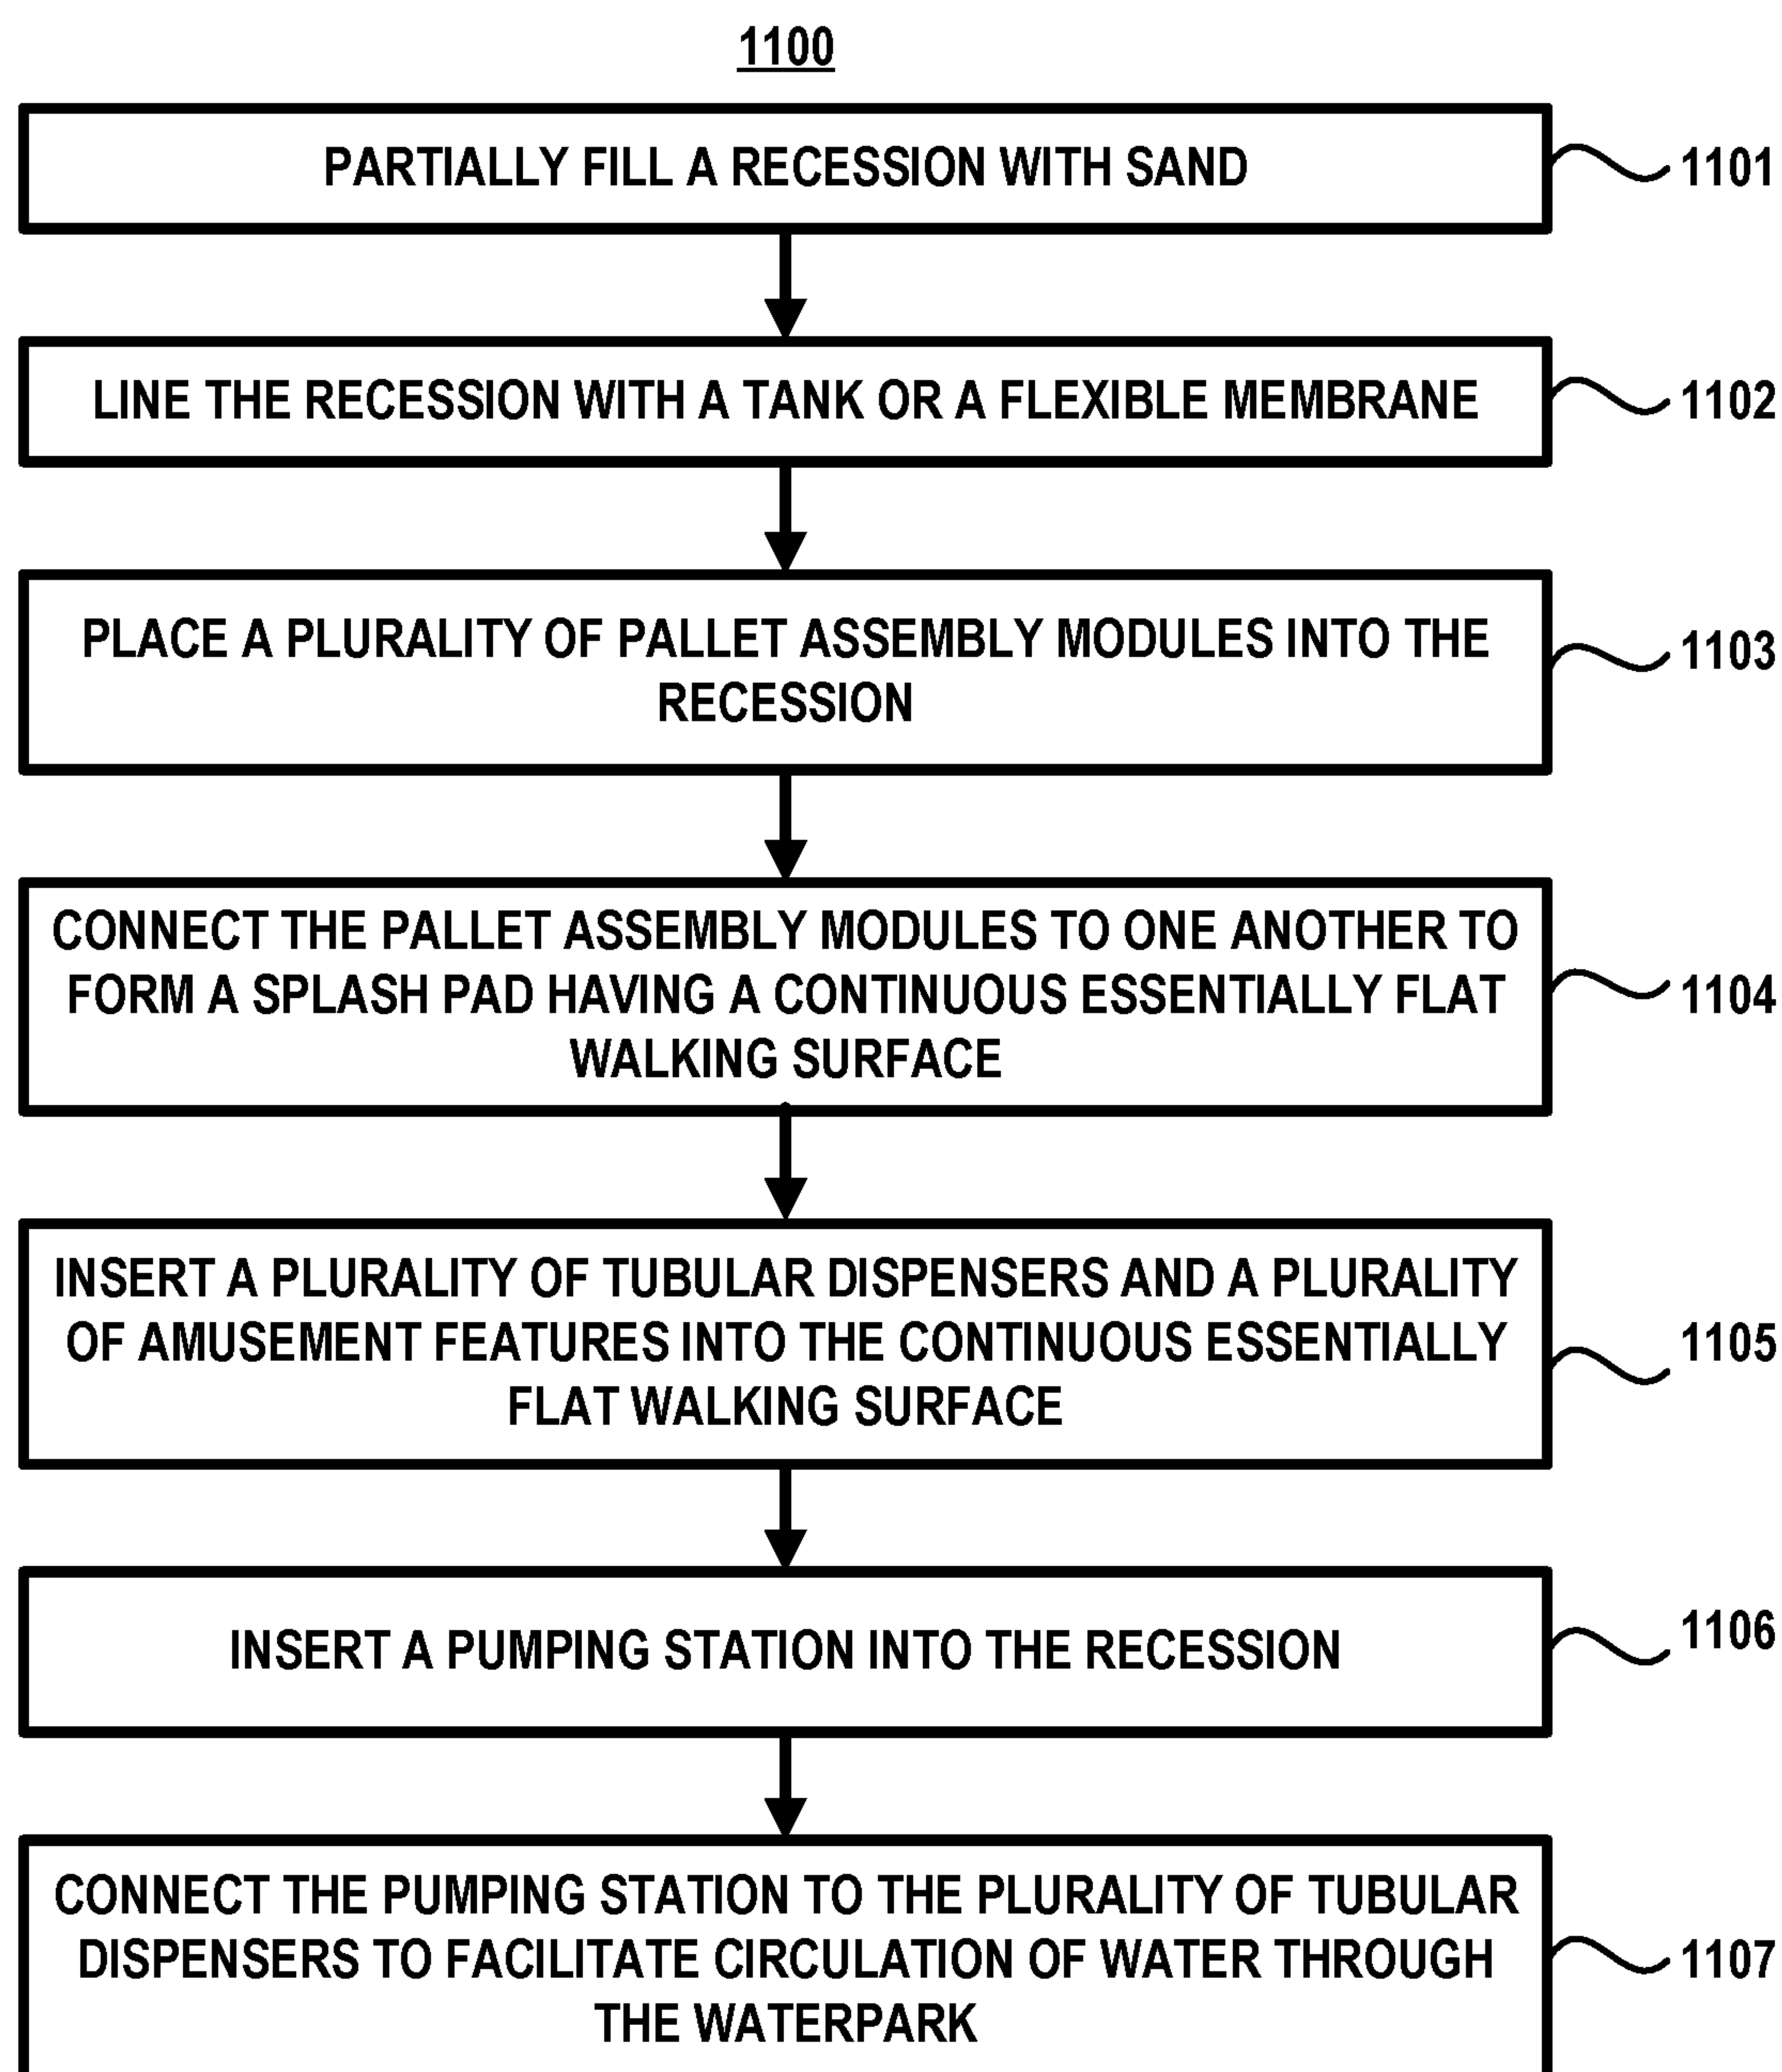 1100
PARTIALLY FILL A RECESSION WITH SAND
1101
LINE THE RECESSION WITH A TANK OR A FLEXIBLE MEMBRANE
1102
PLACE A PLURALITY OF PALLET ASSEMBLY MODULES INTO THE
RECESSION
1103
CONNECT THE PALLET ASSEMBLY MODULES TO ONE ANOTHER TO
FORM A SPLASH PAD HAVING A CONTINUOUS ESSENTIALLY FLAT
WALKING SURFACE
1104
INSERT A PLURALITY OF TUBULAR DISPENSERS AND A PLURALITY
OF AMUSEMENT FEATURES INTO THE CONTINUOUS ESSENTIALLY
FLAT WALKING SURFACE
1105
INSERT A PUMPING STATION INTO THE RECESSION
1106
CONNECT THE PUMPING STATION TO THE PLURALITY OF TUBULAR
DISPENSERS TO FACILITATE CIRCULATION OF WATER THROUGH
THE WATERPARK
1107